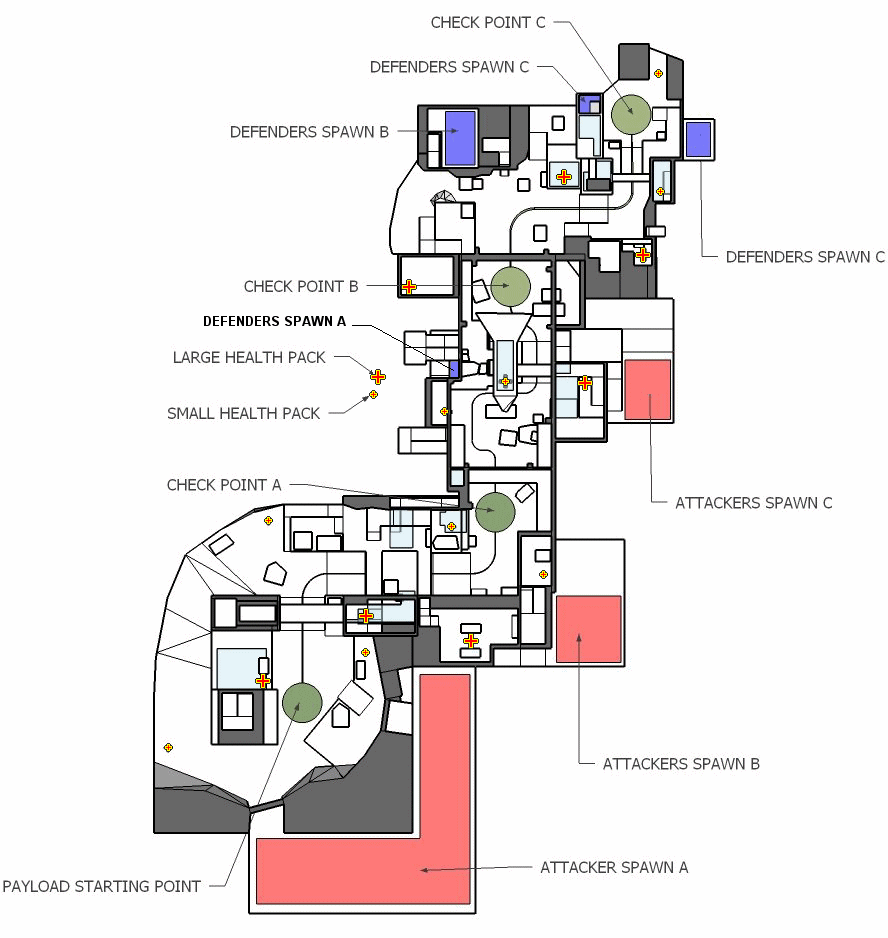 CHECK POINT C
DEFENDERS SPAWN C
DEFENDERS SPAWN B
DEFENDERS SPAWN C
CHECK POINT B
DEFENDERS SPAWN A
LARGE HEALTH PACK
SMALL HEALTH PACK
CHECK POINT A
ATTACKERS SPAWN C
ATTACKERS SPAWN B
ATTACKER SPAWN A
PAYLOAD STARTING POINT